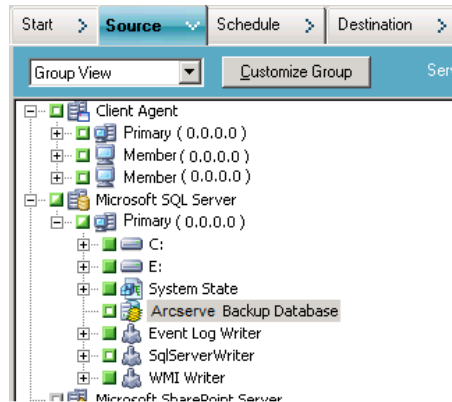 Start Source Schedule Destination
Group View Customize Group Ser
Client Agent
Primary ( 0.0.0.0 )
Member ( 0.0.0.0 )
Member ( 0.0.0.0 )
Microsoft SQL Server
Primary ( 0.0.0.0 )
C:
E:
System State
Arcserve Backup Database
Event Log Writer
SqlServerWriter
WMI Writer
Microsoft SharePoint Server